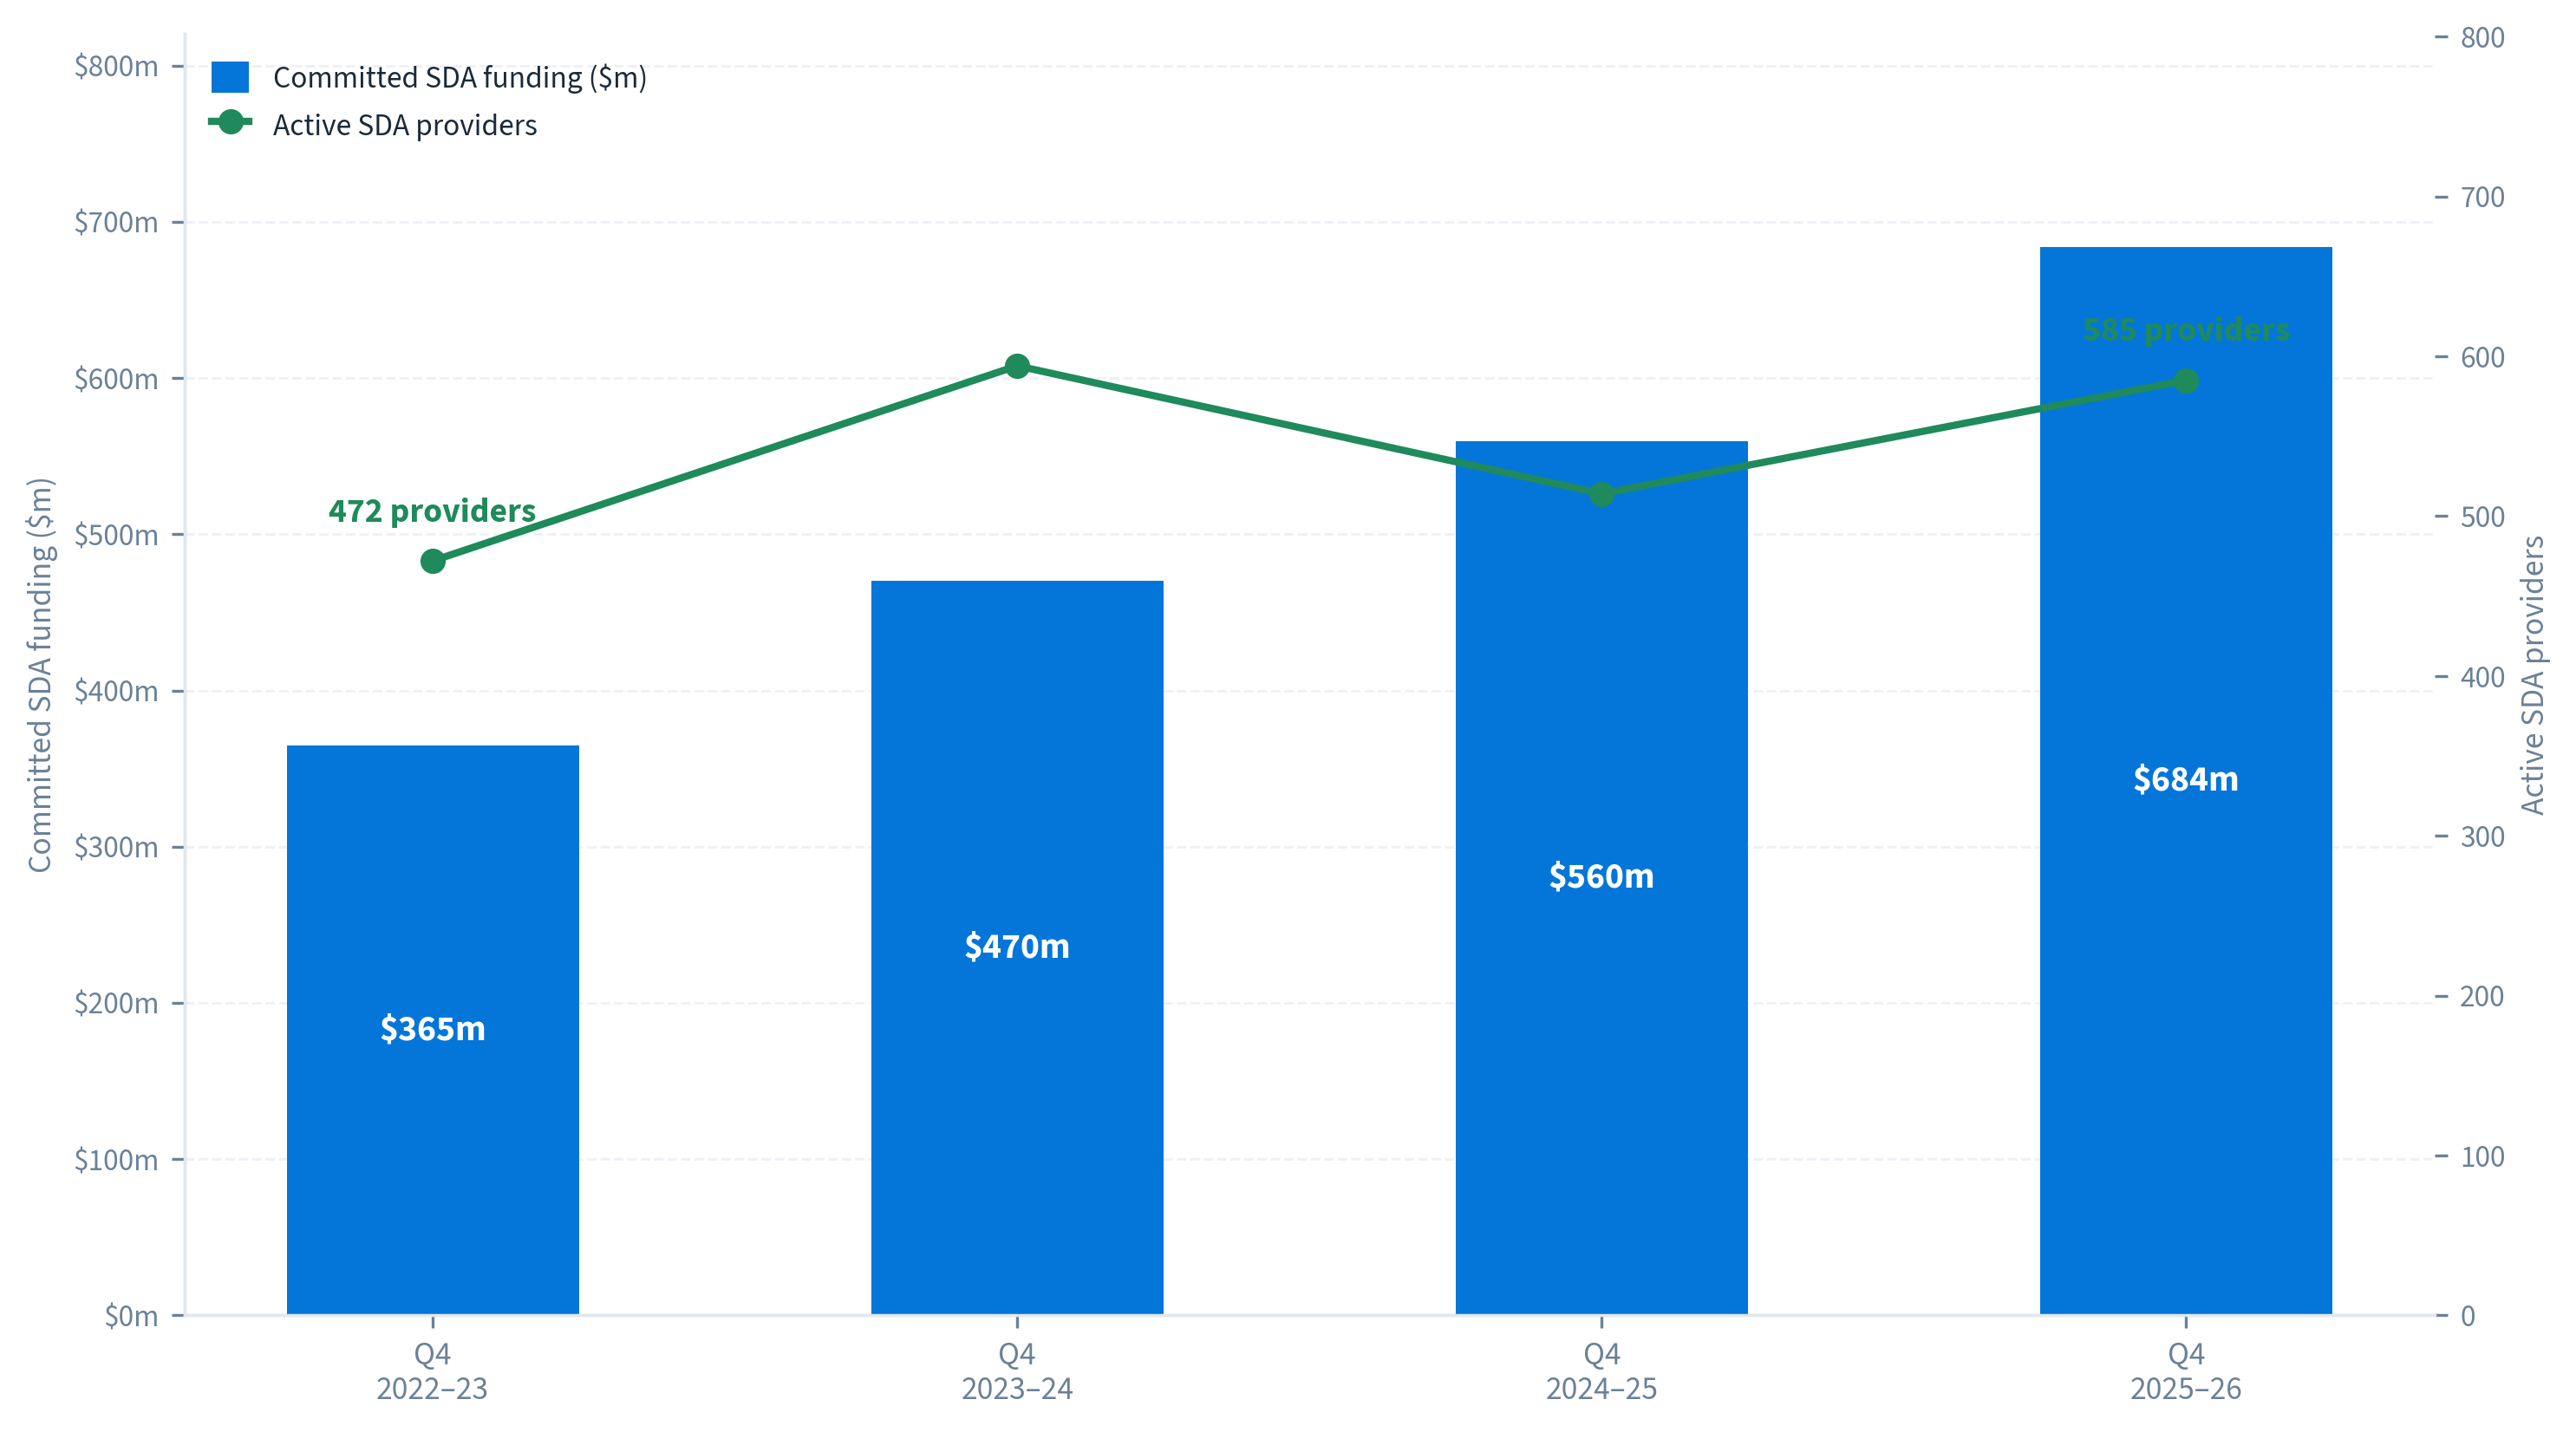 Committed SDA funding ($m)
Active SDA providers
Committed SDA funding ($m)
$800m
$700m
$600m
$500m
$400m
$300m
$200m
$100m
$0m
472 providers
585 providers
$365m
$470m
$560m
$684m
800
700
600
500
400
300
200
100
0
Active SDA providers
Q4
2022–23
Q4
2023–24
Q4
2024–25
Q4
2025–26